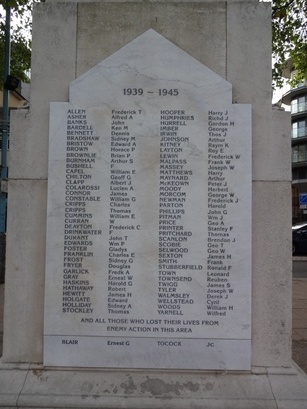 1939 — 1945
ALLEN Frederick T HOOPER Harry J
ASHER Alfred A HUMPHRIES Richd J
BANKS John HURRELL Gordon H
BARDELL Ken M IMBER George
BENNETT Dennis IRWIN Thos J
BRADSHAW Sidney M JOHNSON Arthur
BRISTOW Edward A KITNEY Raym K
BROWN Horace P LAYTON Roy E
BROWNLIE Brian P LEWIN Frederick W
BURNHAM Arthur S MALPASS Frank W
BUSHELL MASSEY Joseph W
CAPEL William E MATTHEWS Harry
CHILTON Geoff G MAYNARD Arthur
CLAPP Albert J McKEOWN Peter J
COLABARDSI Lucien A MOODY Herbert
CONNOR James MORCOM George W
CONSTABLE William G NEWMAN Frederick J
CRIPPS Charles PARTON Harold
CRIPPS Thomas PHILLIPS John G
CUMMINS William E PITMAN Wm J
CURRAN W PRICE Geo A
DAYTON Frederick C PRIMTER Stanley F
DRINKWATER PRITCHARD Thomas
DURANT John T SCANLON Brendan J
EDWARDS Wm P SCOBIE Geo T
FOSTER Gladys SELWOOD Geo W
FRANKLIN Charles E SEXTON James H
FROST Sidney G SMITH Frank
FRYER Douglas STUBBERFIELD Ronald F
GARLICK Fredk A TOWN Leonard
GRAY Ernest W TOWNSEND Reuben
HASKINS Harold G TWIGG James S
HATHAWAY Robert TYLER Joseph W
HEWITT James H WALMSLEY Derek J
HOLGATE Edward WELLSTEAD Cyril
HOLLIDAY Sidney A WOODS William H
STOCKLEY Thomas YARNELL Wilfred
AND ALL THOSE WHO LOST THEIR LIVES FROM
ENEMY ACTION IN THIS AREA
BLAIR Ernest G TOCOCK JC